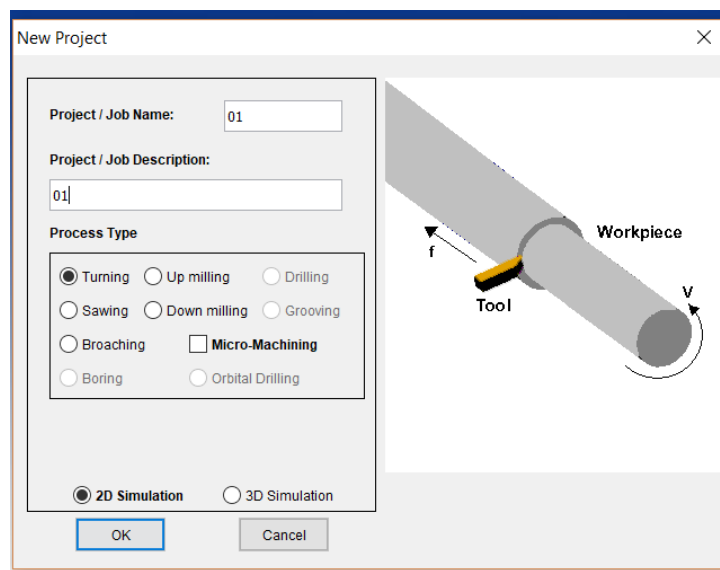 New Project
Project / Job Name: 01
Project / Job Description:
01
Process Type
Turning Up milling Drilling
Sawing Down milling Grooving
Broaching Micro-Machining
Boring Orbital Drilling
2D Simulation 3D Simulation
OK Cancel
Workpiece
f
Tool
V